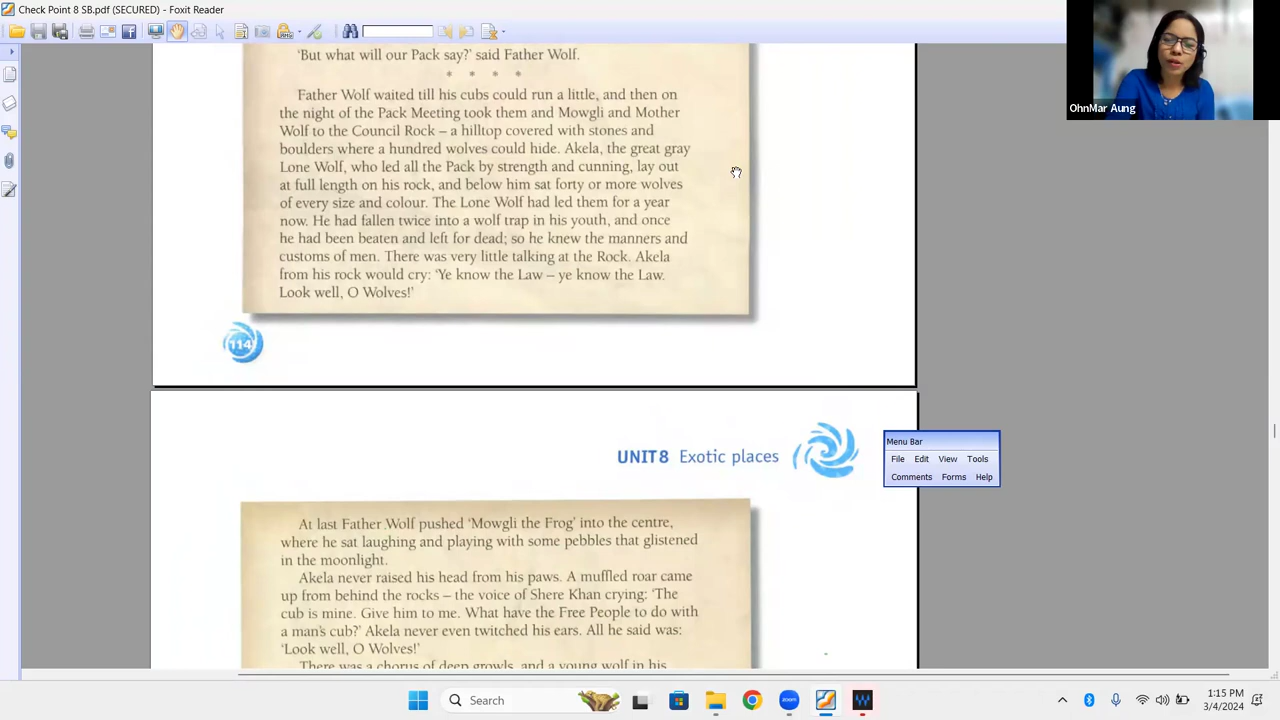 Check Point 8 SB.pdf (SECURED) - Foxit Reader
OhnMar Aung
'But what will our Pack say?' said Father Wolf.
* * * *
Father Wolf waited till his cubs could run a little, and then on
the night of the Pack Meeting took them and Mowgli and Mother
Wolf to the Council Rock – a hilltop covered with stones and
boulders where a hundred wolves could hide. Akela, the great gray
Lone Wolf, who led all the Pack by strength and cunning, lay out
at full length on his rock, and below him sat forty or more wolves
of every size and colour. The Lone Wolf had led them for a year
now. He had fallen twice into a wolf trap in his youth, and once
he had been beaten and left for dead; so he knew the manners and
customs of men. There was very little talking at the Rock. Akela
from his rock would cry: 'Ye know the Law – ye know the Law.
Look well, O Wolves!'
114
UNIT 8 Exotic places
Menu Bar
File Edit View Tools
Comments Forms Help
At last Father Wolf pushed 'Mowgli the Frog' into the centre,
where he sat laughing and playing with some pebbles that glistened
in the moonlight.
Akela never raised his head from his paws. A muffled roar came
up from behind the rocks – the voice of Shere Khan crying: 'The
cub is mine. Give him to me. What have the Free People to do with
a man's cub?' Akela never even twitched his ears. All he said was:
'Look well, O Wolves!'
There was a chorus of deep growls, and a young wolf in his
Search
1:15 PM
3/4/2024